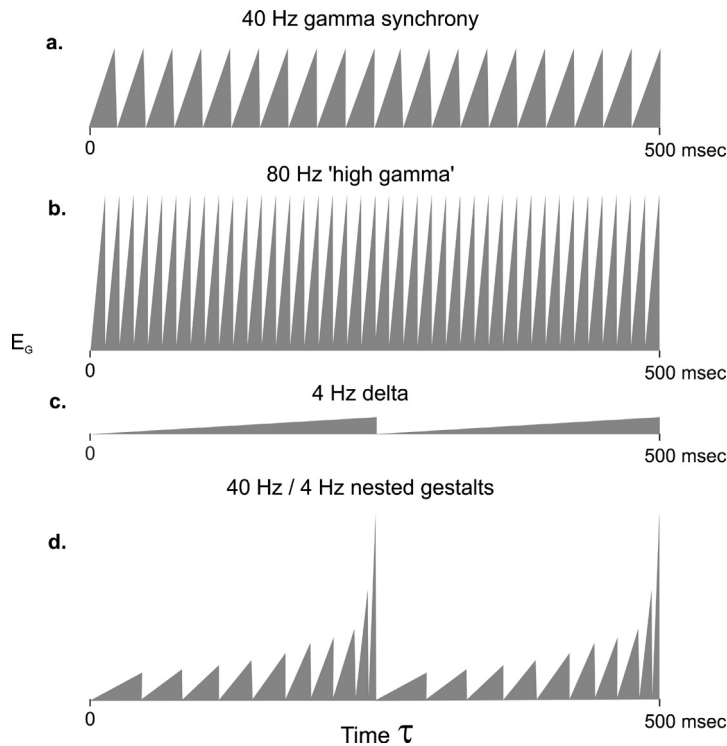 40 Hz gamma synchrony
a.
0 500 msec
80 Hz 'high gamma'
b.
E_G
0 500 msec
4 Hz delta
c.
0 500 msec
40 Hz / 4 Hz nested gestalts
d.
0 500 msec
Time τ